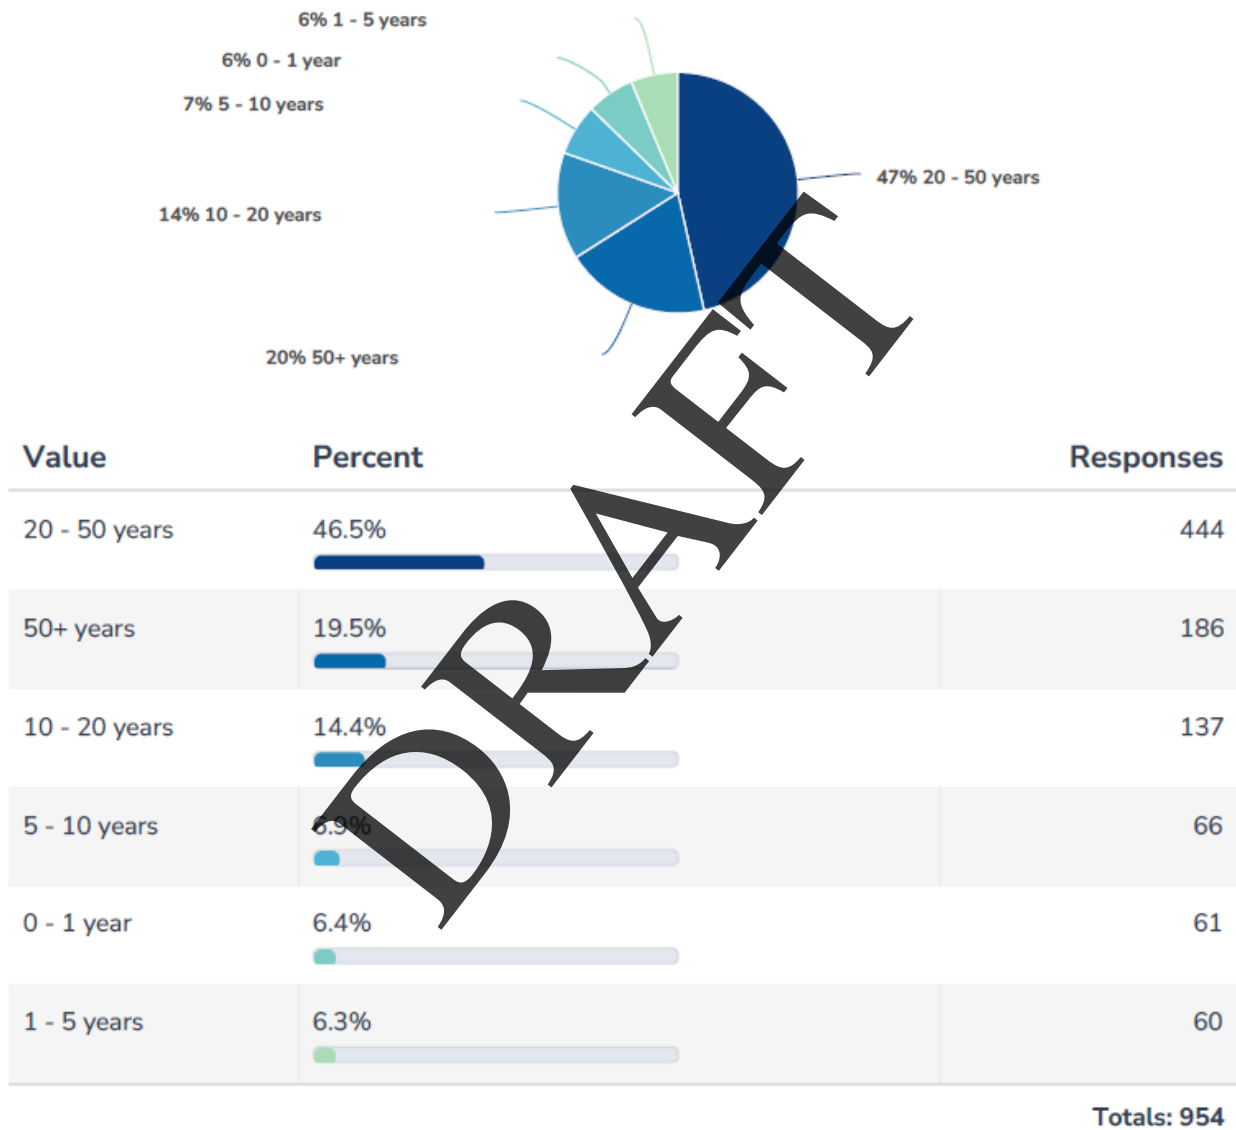 6% 1 - 5 years
6% 0 - 1 year
7% 5 - 10 years
47% 20 - 50 years
14% 10 - 20 years
20% 50+ years
DRAFT
Value Percent Responses
20 - 50 years 46.5% 444
50+ years 19.5% 186
10 - 20 years 14.4% 137
5 - 10 years 6.9% 66
0 - 1 year 6.4% 61
1 - 5 years 6.3% 60
Totals: 954